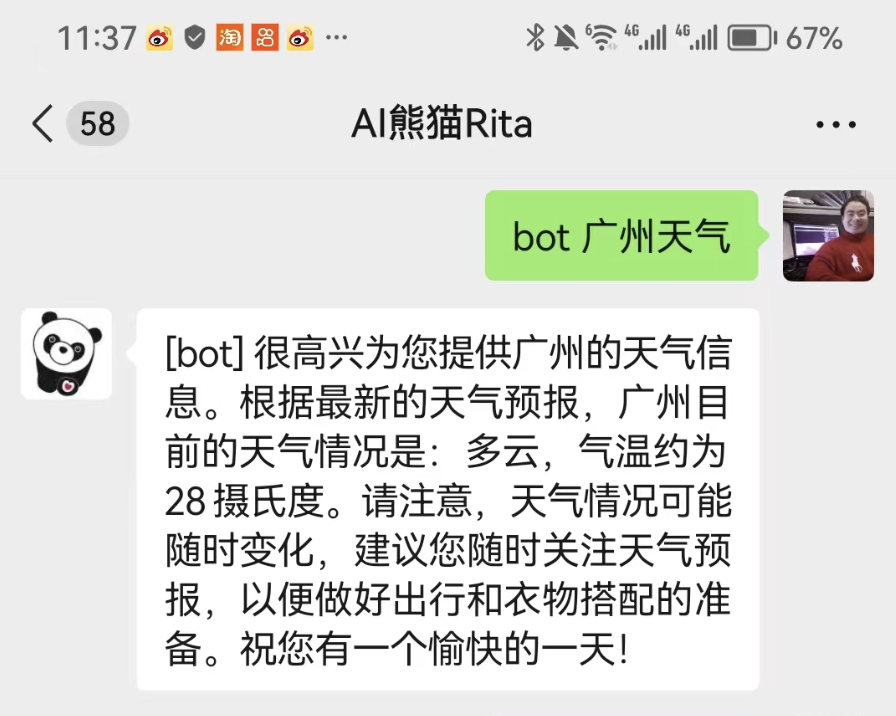 11:37 淘 ... 6 4G 4G 67%
58 AI熊猫Rita ...
bot 广州天气
[bot] 很高兴为您提供广州的天气信
息。根据最新的天气预报，广州目
前的天气情况是：多云，气温约为
28 摄氏度。请注意，天气情况可能
随时变化，建议您随时关注天气预
报，以便做好出行和衣物搭配的准
备。祝您有一个愉快的一天！